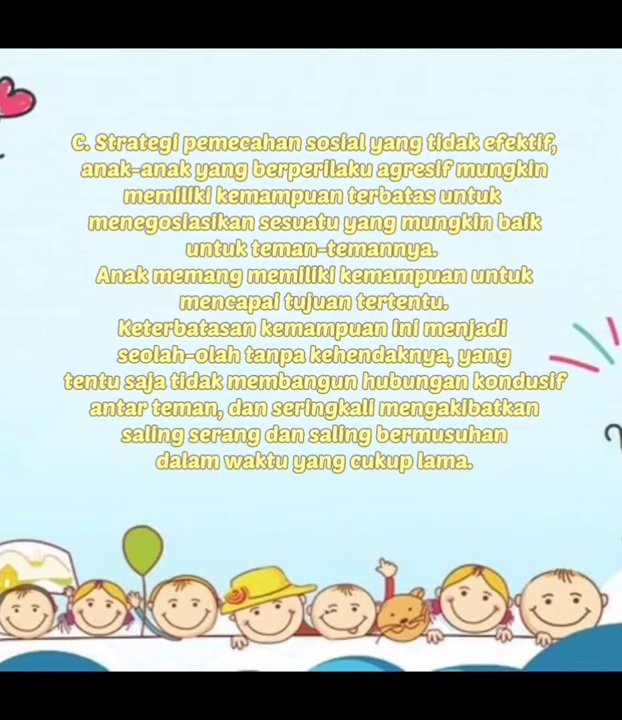 C. Strategi pemecahan sosial yang tidak efektif,
anak-anak yang berperilaku agresif mungkin
memiliki kemampuan terbatas untuk
menegosiasikan sesuatu yang mungkin baik
untuk teman-temannya.
Anak memang memiliki kemampuan untuk
mencapai tujuan tertentu.
Keterbatasan kemampuan ini menjadi
seolah-olah tanpa kehendaknya, yang
tentu saja tidak membangun hubungan kondusif
antar teman, dan seringkali mengakibatkan
saling serang dan saling bermusuhan
dalam waktu yang cukup lama.